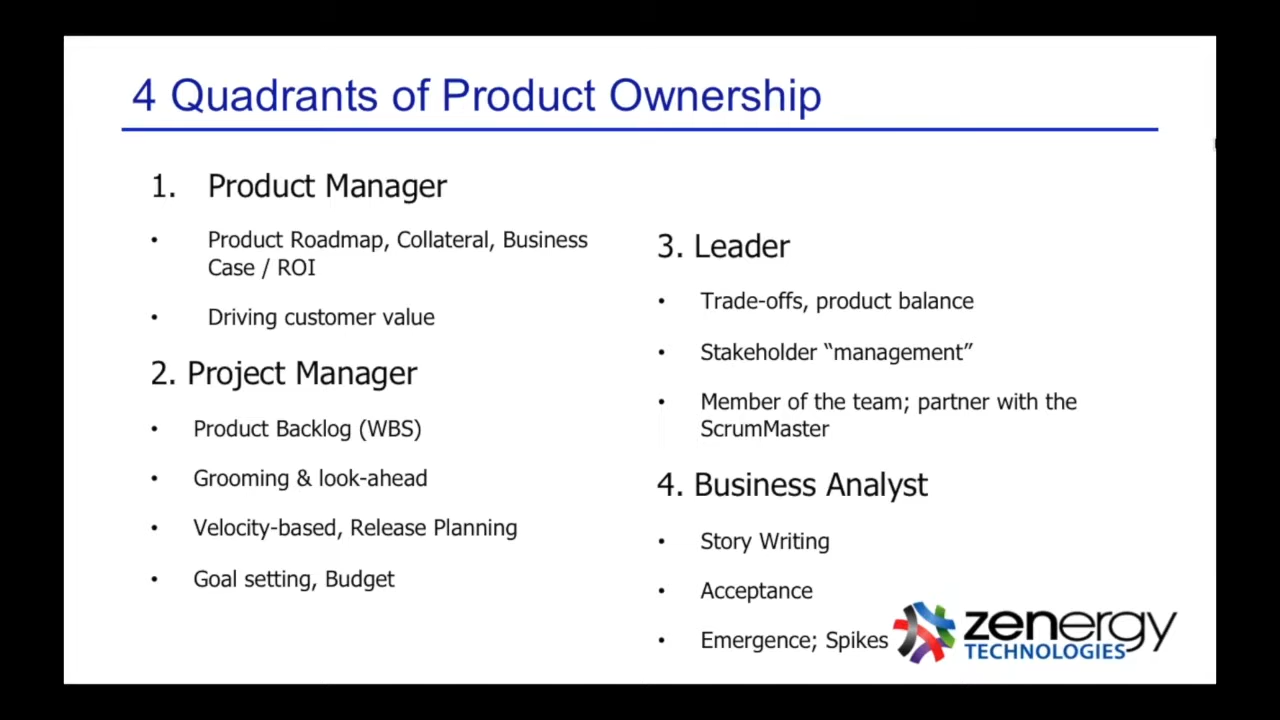 4 Quadrants of Product Ownership
1. Product Manager
• Product Roadmap, Collateral, Business
Case / ROI
• Driving customer value
2. Project Manager
• Product Backlog (WBS)
• Grooming & look-ahead
• Velocity-based, Release Planning
• Goal setting, Budget
3. Leader
• Trade-offs, product balance
• Stakeholder “management”
• Member of the team; partner with the
ScrumMaster
4. Business Analyst
• Story Writing
• Acceptance
• Emergence; Spikes
zenergy
TECHNOLOGIES